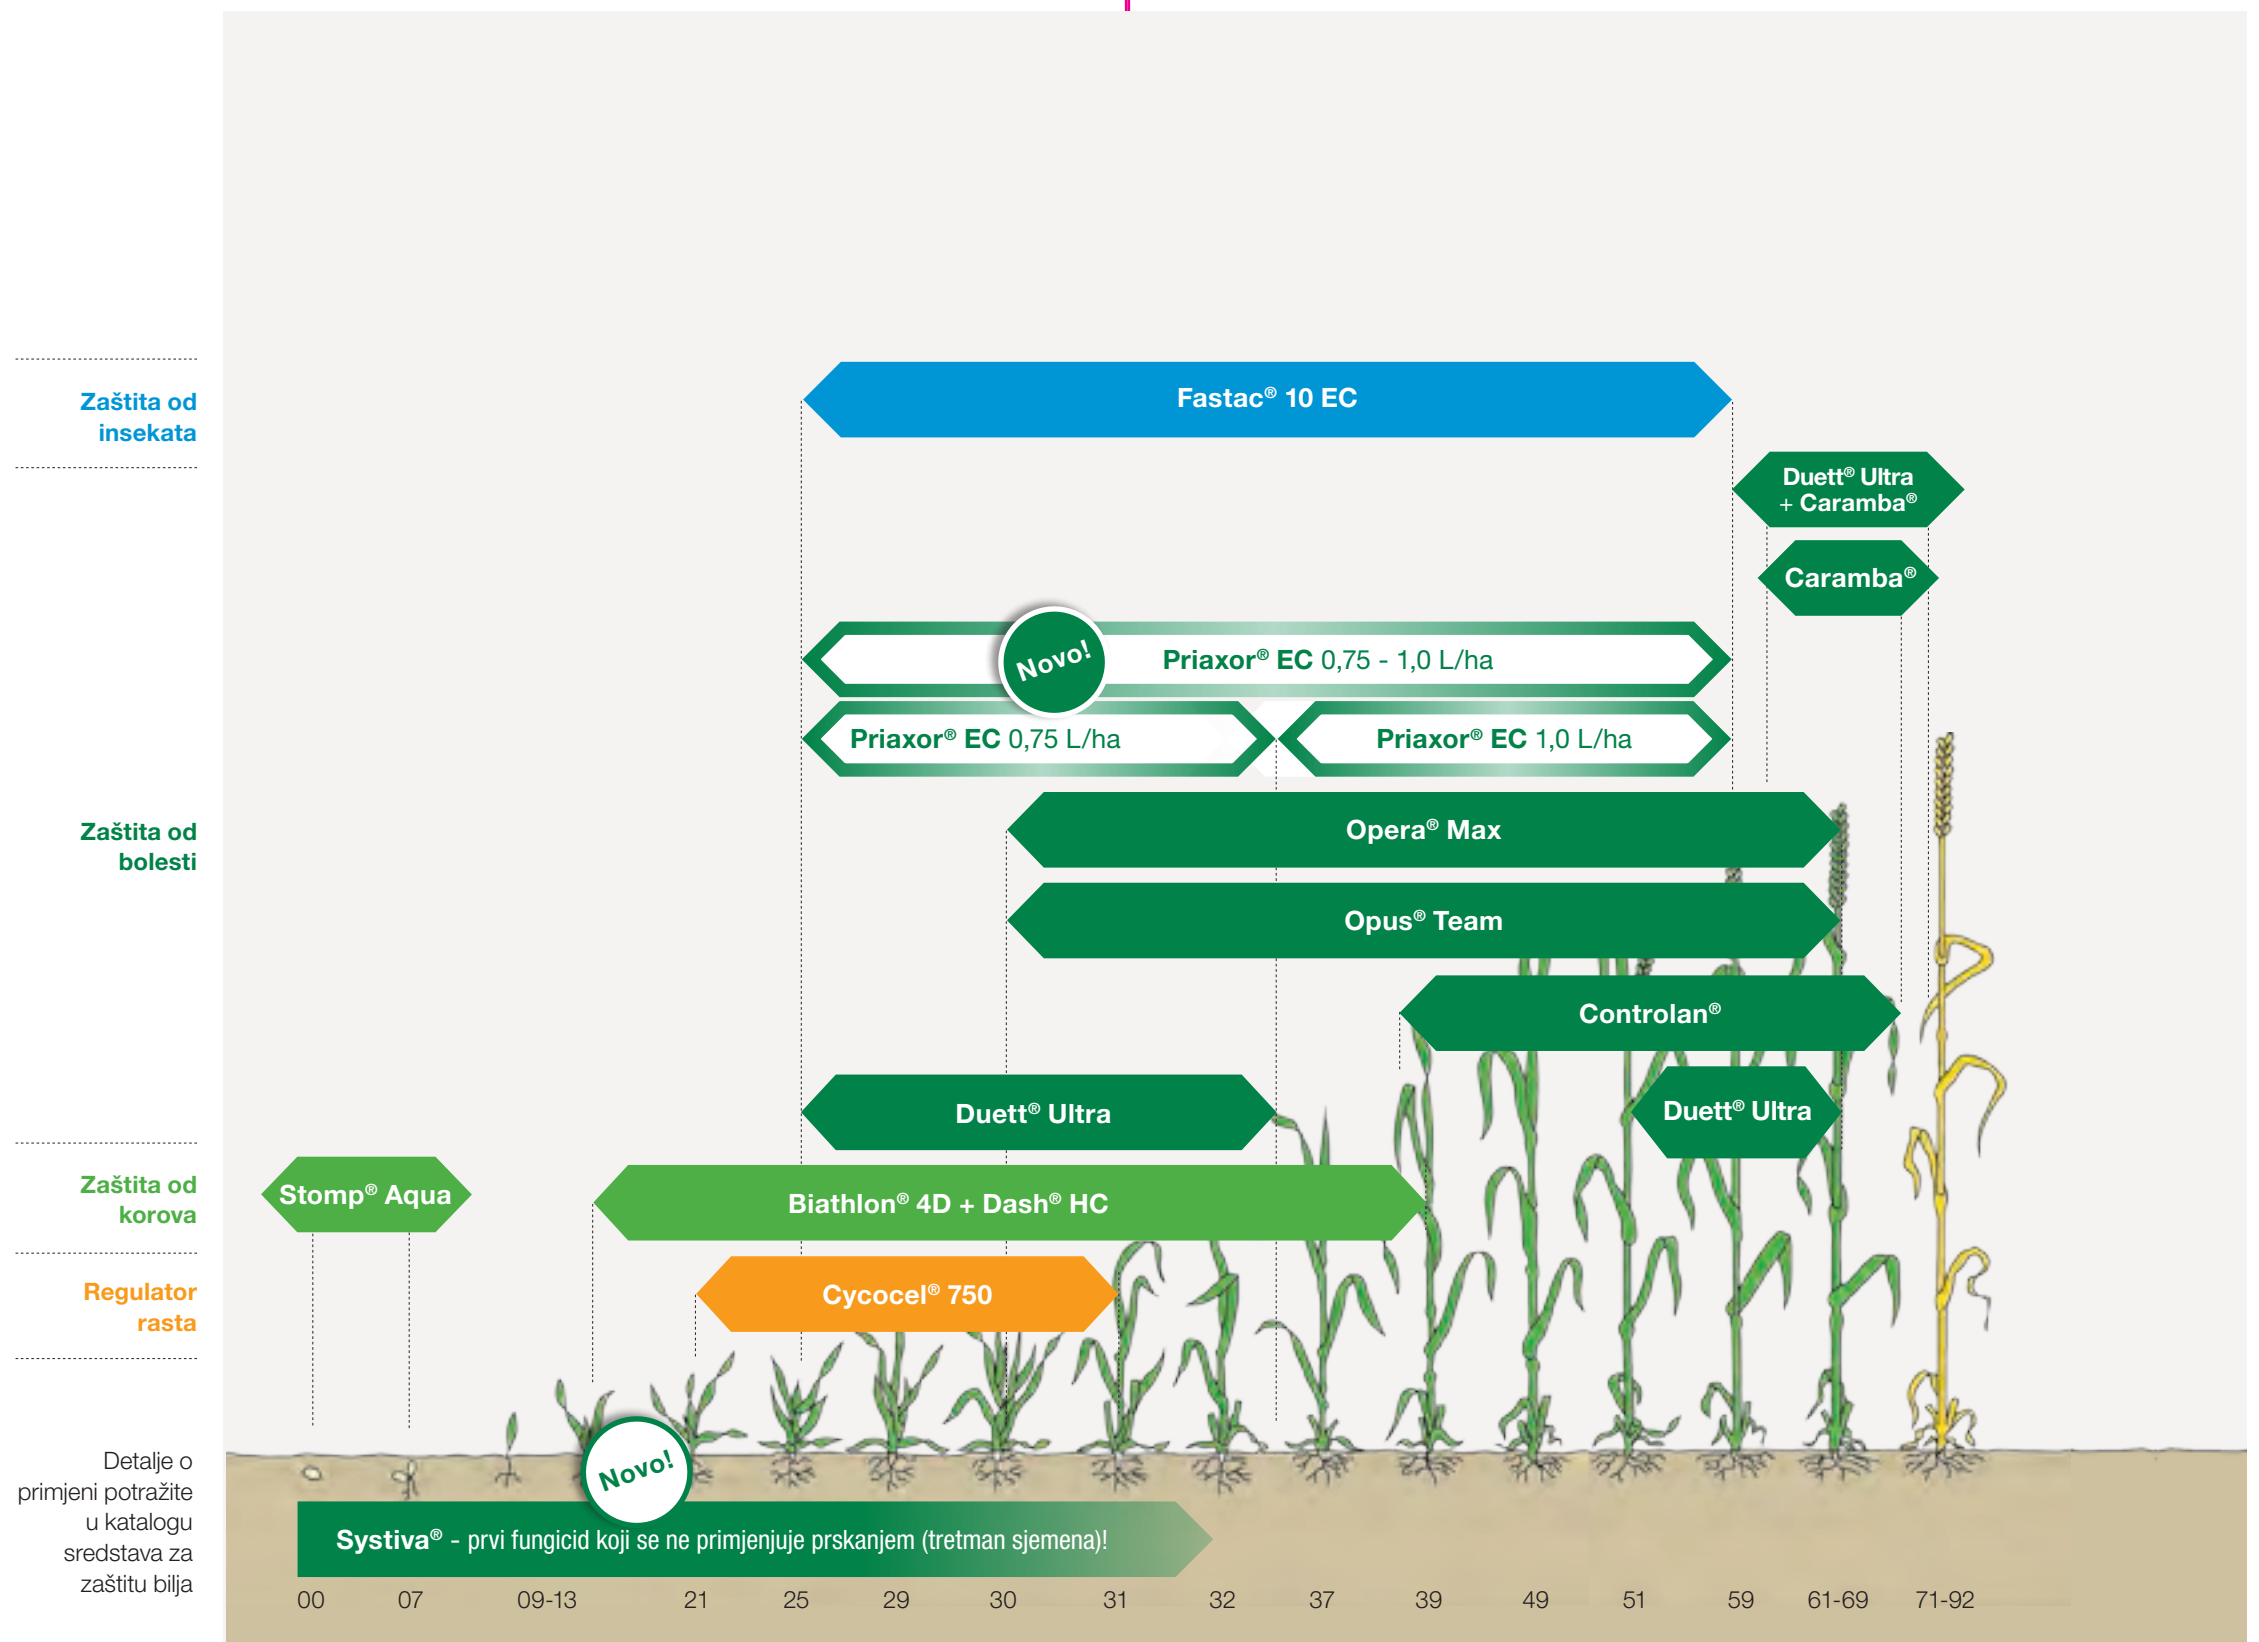 Zaštita od
insekata
Fastac® 10 EC
Duett® Ultra
+ Caramba®
Caramba®
Novo!
Priaxor® EC 0,75 - 1,0 L/ha
Priaxor® EC 0,75 L/ha
Priaxor® EC 1,0 L/ha
Zaštita od
bolesti
Opera® Max
Opus® Team
Controlan®
Duett® Ultra
Duett® Ultra
Zaštita od
korova
Stomp® Aqua
Biathlon® 4D + Dash® HC
Regulator
rasta
Cycocel® 750
Detalje o
primjeni potražite
u katalogu
sredstava za
zaštitu bilja
Novo!
Systiva® - prvi fungicid koji se ne primjenjuje prskanjem (tretman sjemena)!
00 07 09-13 21 25 29 30 31 32 37 39 49 51 59 61-69 71-92